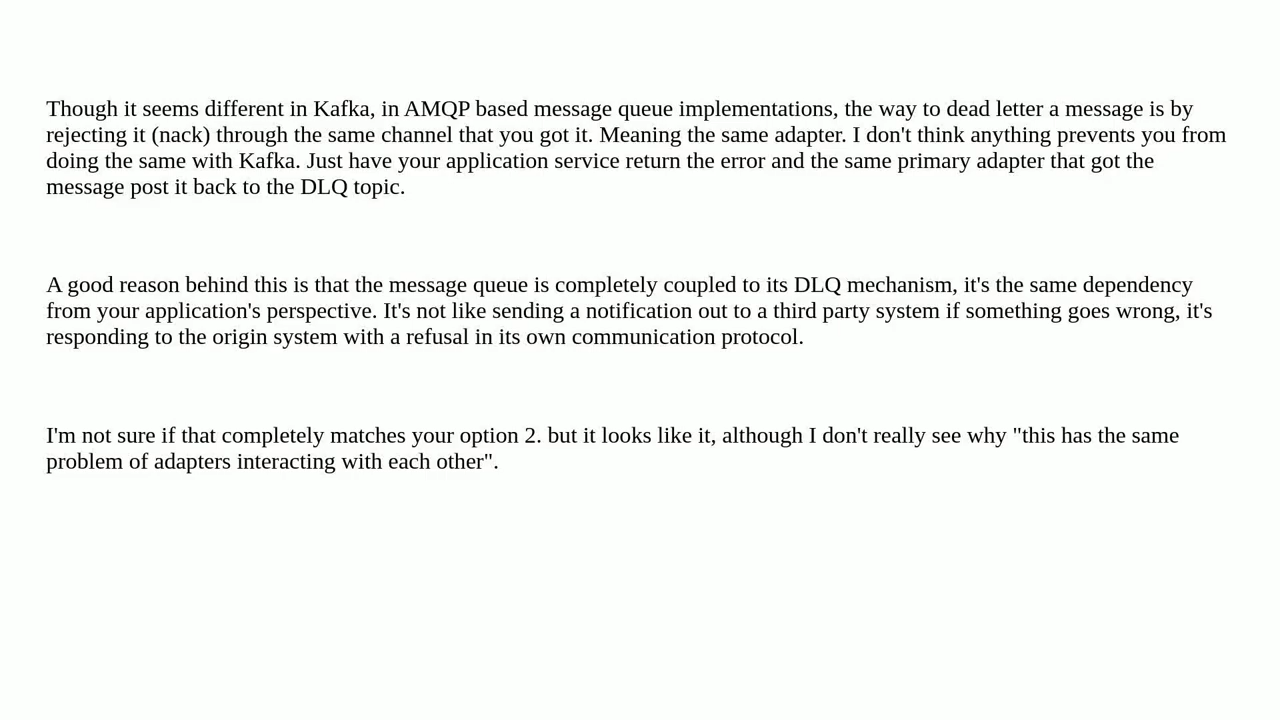 Though it seems different in Kafka, in AMQP based message queue implementations, the way to dead letter a message is by
rejecting it (nack) through the same channel that you got it. Meaning the same adapter. I don't think anything prevents you from
doing the same with Kafka. Just have your application service return the error and the same primary adapter that got the
message post it back to the DLQ topic.
A good reason behind this is that the message queue is completely coupled to its DLQ mechanism, it's the same dependency
from your application's perspective. It's not like sending a notification out to a third party system if something goes wrong, it's
responding to the origin system with a refusal in its own communication protocol.
I'm not sure if that completely matches your option 2. but it looks like it, although I don't really see why "this has the same
problem of adapters interacting with each other".